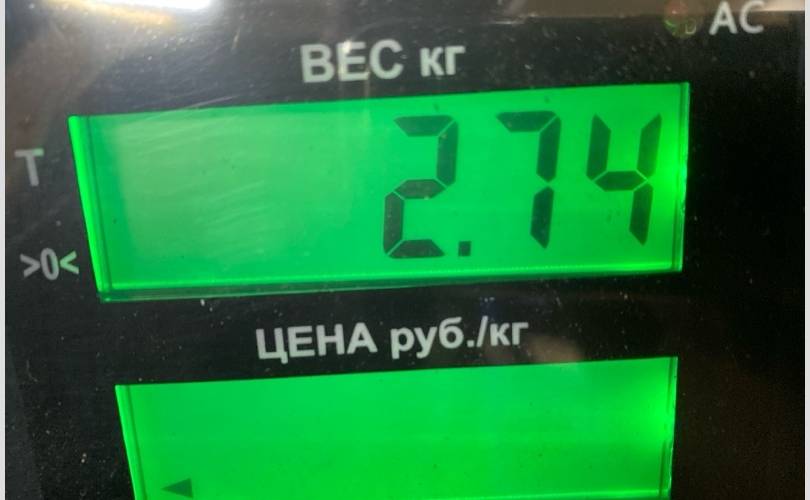 AC
ВЕС кг
2.74
T
>0<
ЦЕНА руб./кг